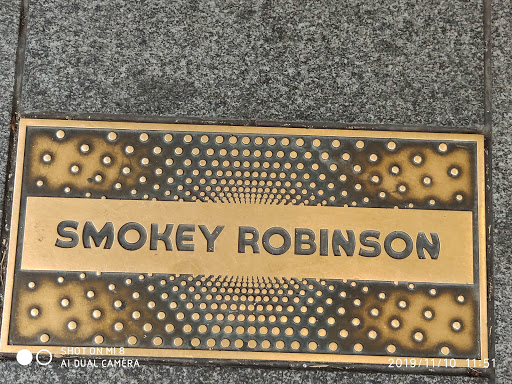 SMOKEY ROBINSON
SHOT ON MI 8
AI DUAL CAMERA
2019/11/10 11:51